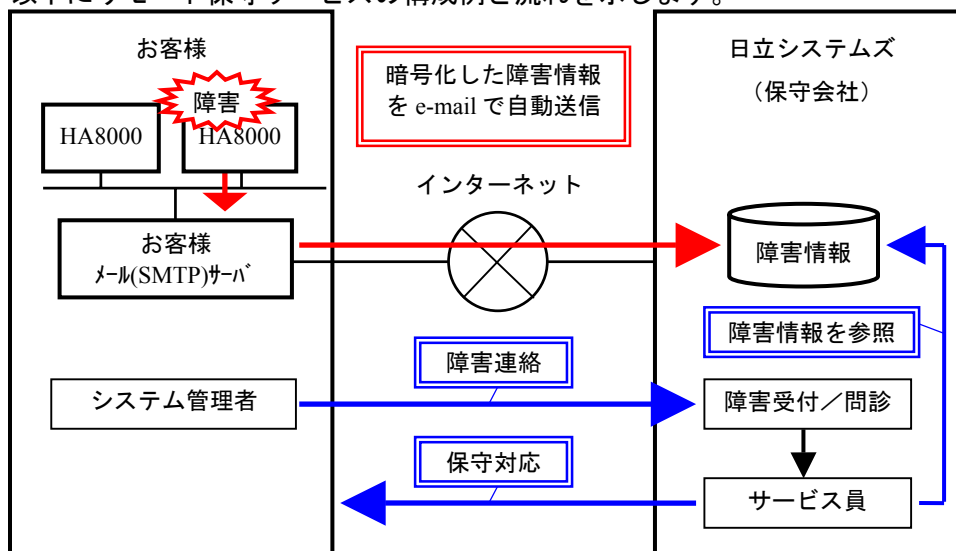 以下にリモート保守サービスの構成例と流れを示します。
お客様
日立システムズ
(保守会社)
障害
HA8000
HA8000
暗号化した障害情報
を e-mail で自動送信
インターネット
お客様
ﾒｰﾙ(SMTP)ｻｰﾊﾞ
障害情報
障害情報を参照
障害連絡
システム管理者
障害受付／問診
保守対応
サービス員